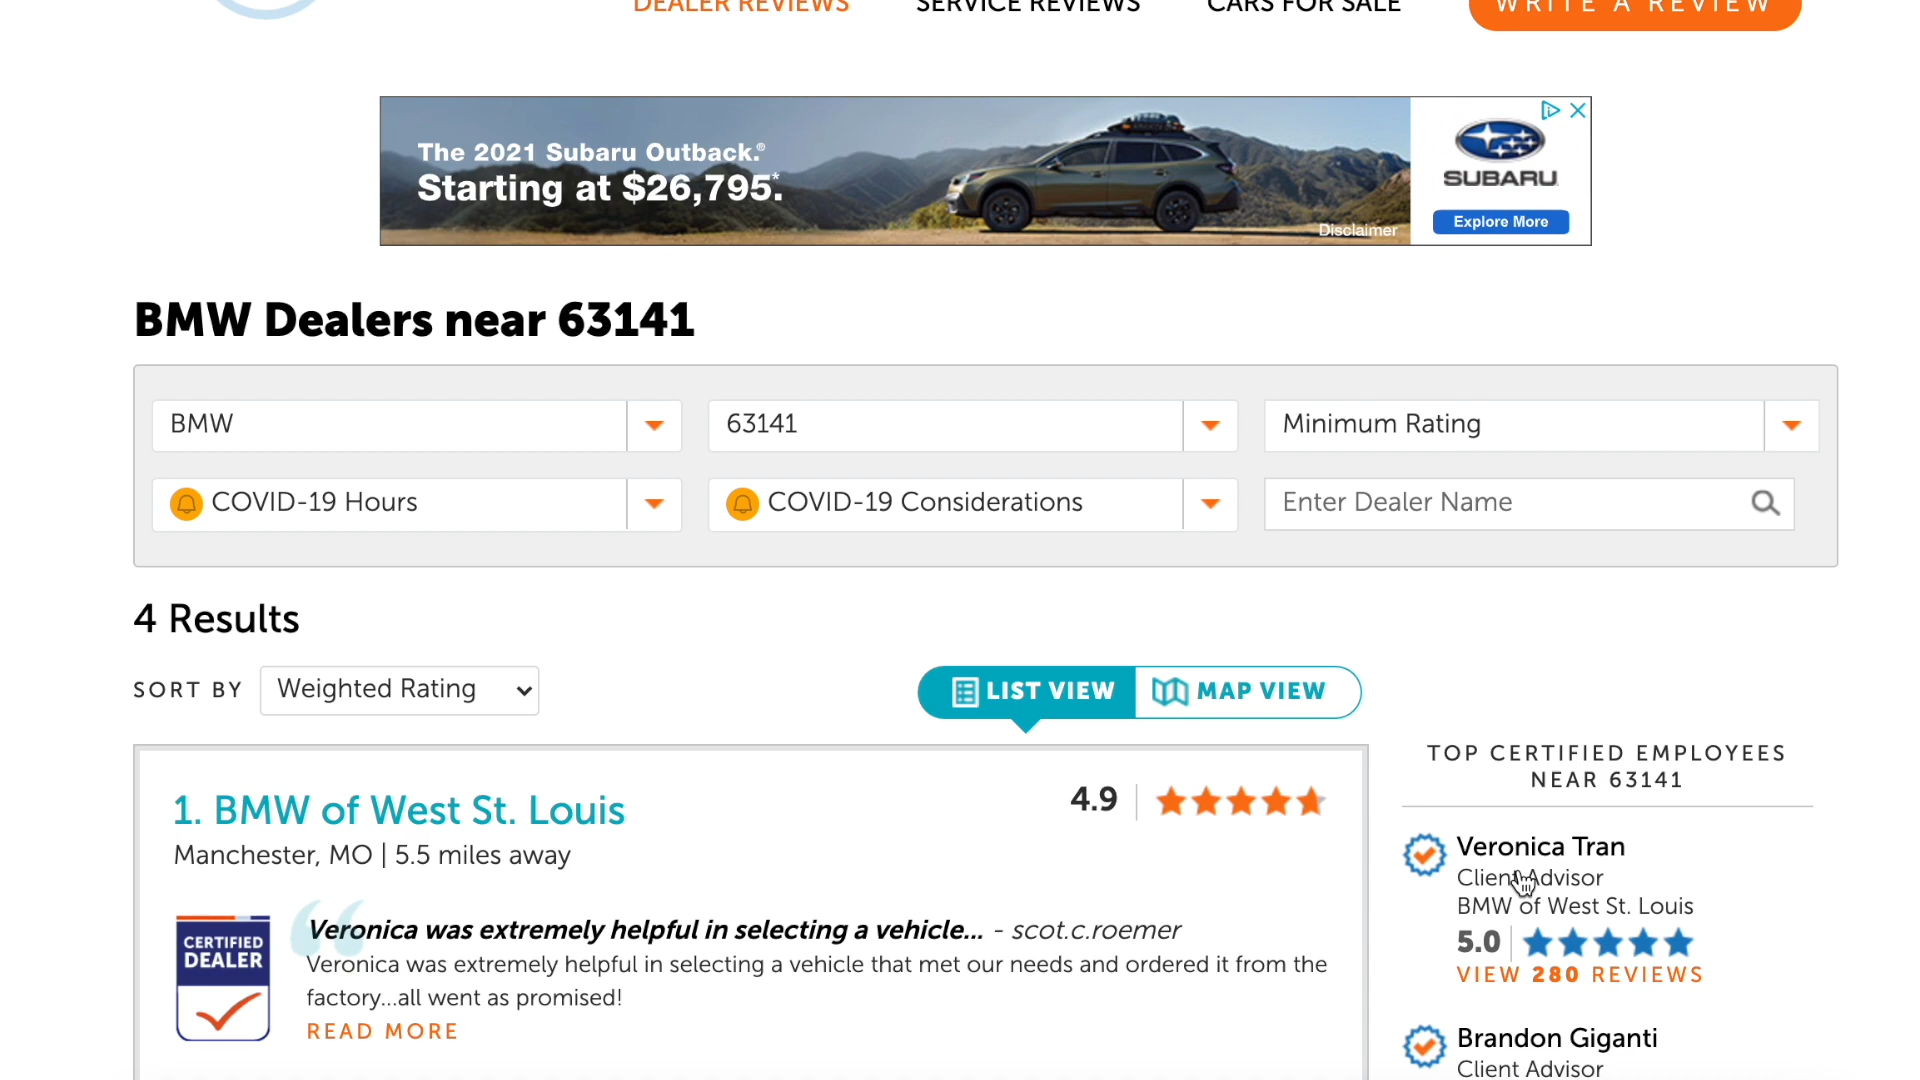 DEALER REVIEWS SERVICE REVIEWS CARS FOR SALE WRITE A REVIEW
The 2021 Subaru Outback.®
Starting at $26,795.*
Disclaimer
SUBARU
Explore More
BMW Dealers near 63141
BMW 63141 Minimum Rating
COVID-19 Hours COVID-19 Considerations Enter Dealer Name
4 Results
SORT BY Weighted Rating LIST VIEW MAP VIEW
1. BMW of West St. Louis 4.9
Manchester, MO | 5.5 miles away
CERTIFIED
DEALER
Veronica was extremely helpful in selecting a vehicle... - scot.c.roemer
Veronica was extremely helpful in selecting a vehicle that met our needs and ordered it from the
factory...all went as promised!
READ MORE
TOP CERTIFIED EMPLOYEES
NEAR 63141
Veronica Tran
Client Advisor
BMW of West St. Louis
5.0
VIEW 280 REVIEWS
Brandon Giganti
Client Advisor